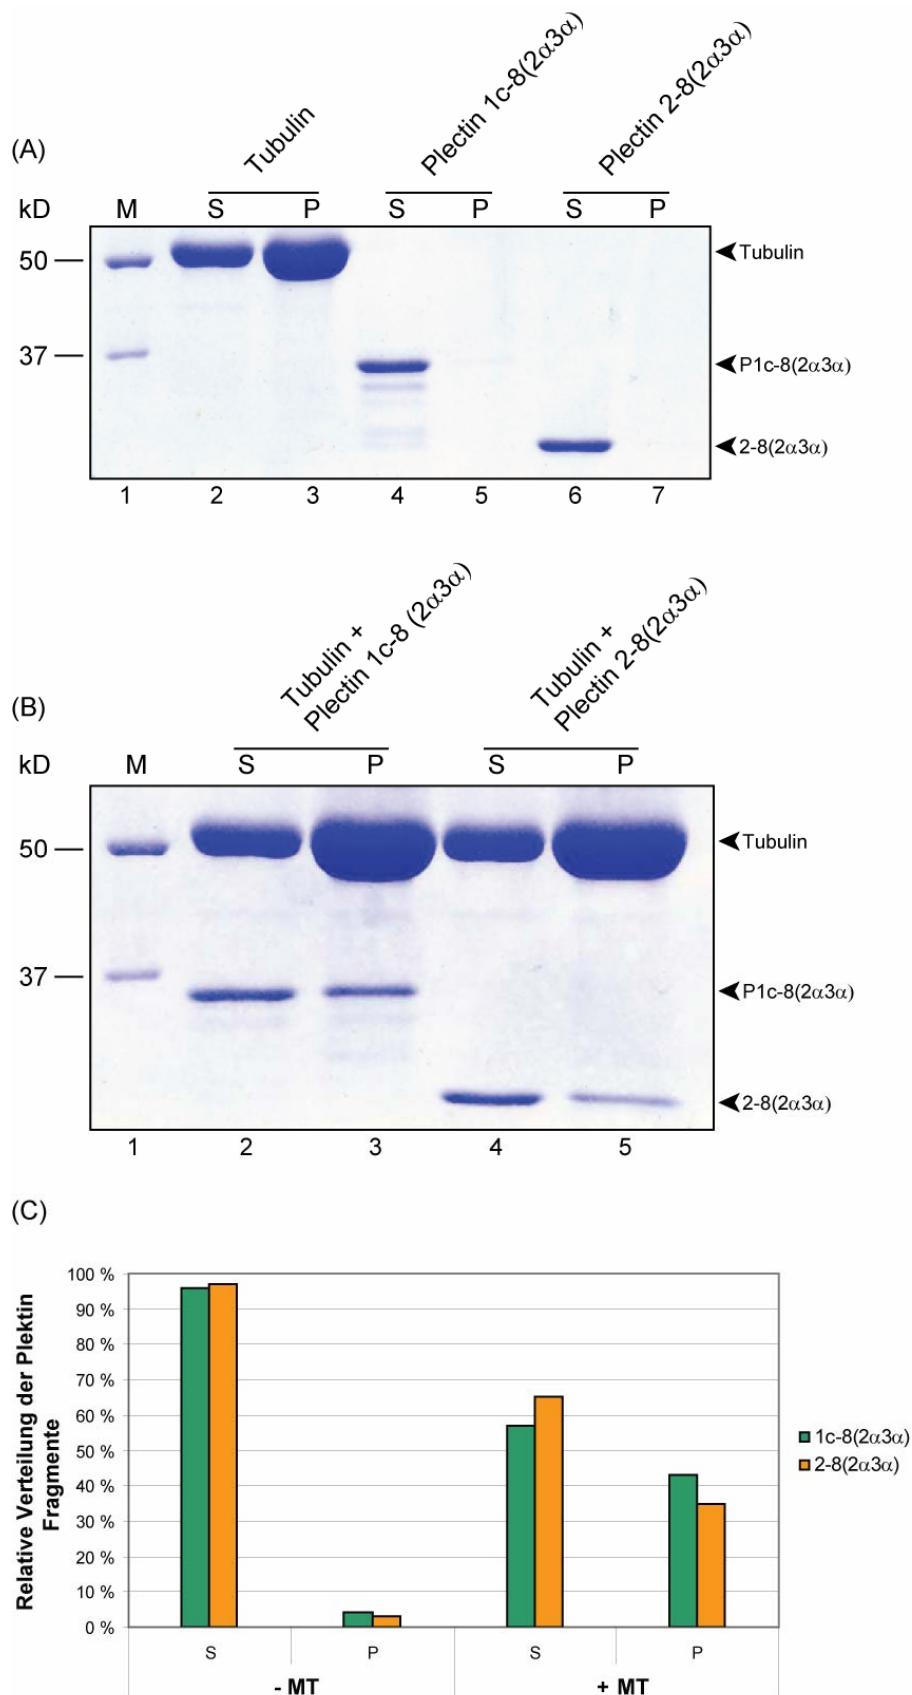 (A)
Tubulin
Plectin 1c-8(2α3α)
Plectin 2-8(2α3α)
kD M S P S P S P
50
Tubulin
37
P1c-8(2α3α)
2-8(2α3α)
1 2 3 4 5 6 7
(B)
Tubulin +
Plectin 1c-8 (2α3α)
Tubulin +
Plectin 2-8(2α3α)
kD M S P S P
50
Tubulin
37
P1c-8(2α3α)
2-8(2α3α)
1 2 3 4 5
(C)
Relative Verteilung der Plektin
Fragmente
100 %
90 %
80 %
70 %
60 %
50 %
40 %
30 %
20 %
10 %
0 %
1c-8(2α3α)
2-8(2α3α)
S P S P
- MT + MT